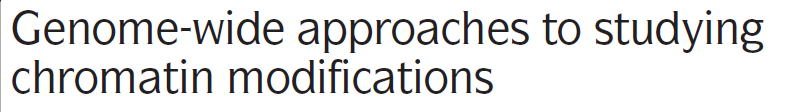 Genome-wide approaches to studying
chromatin modifications